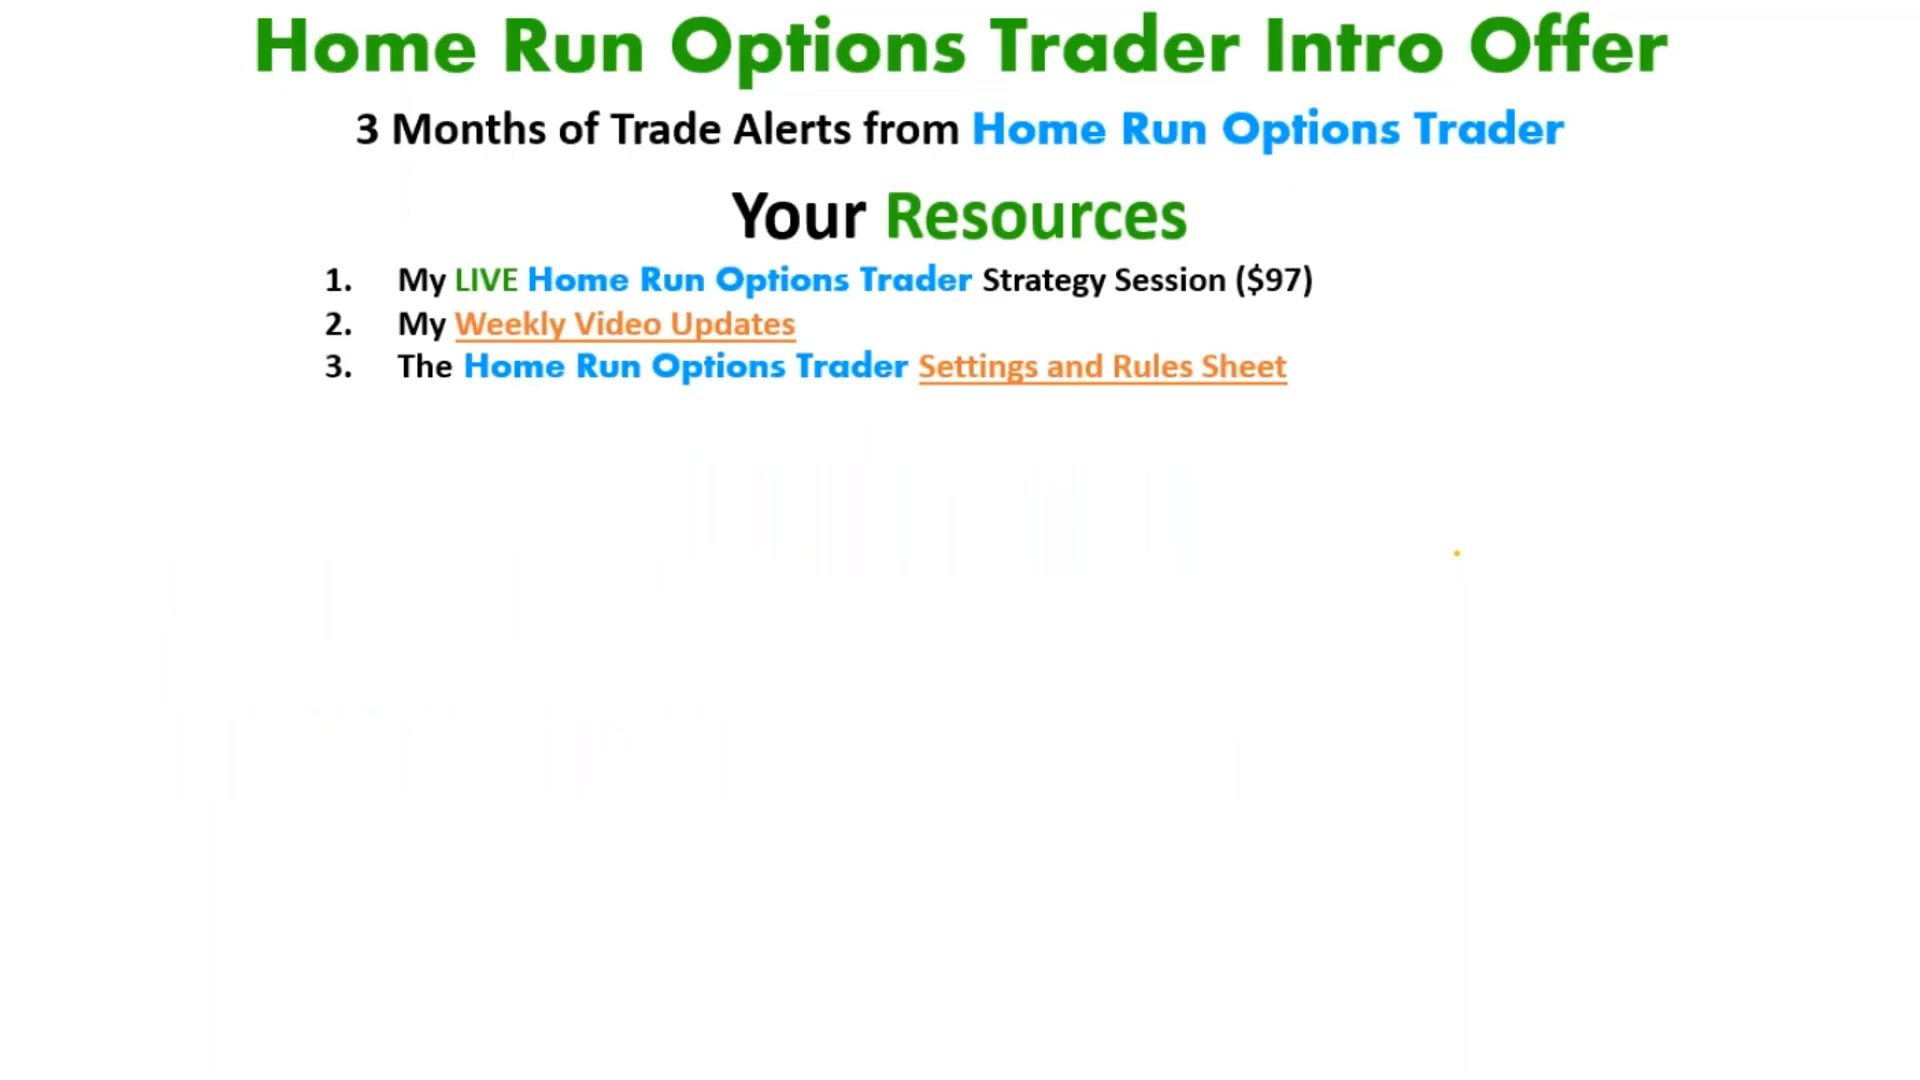 Home Run Options Trader Intro Offer
3 Months of Trade Alerts from Home Run Options Trader
Your Resources
1. My LIVE Home Run Options Trader Strategy Session ($97)
2. My Weekly Video Updates
3. The Home Run Options Trader Settings and Rules Sheet